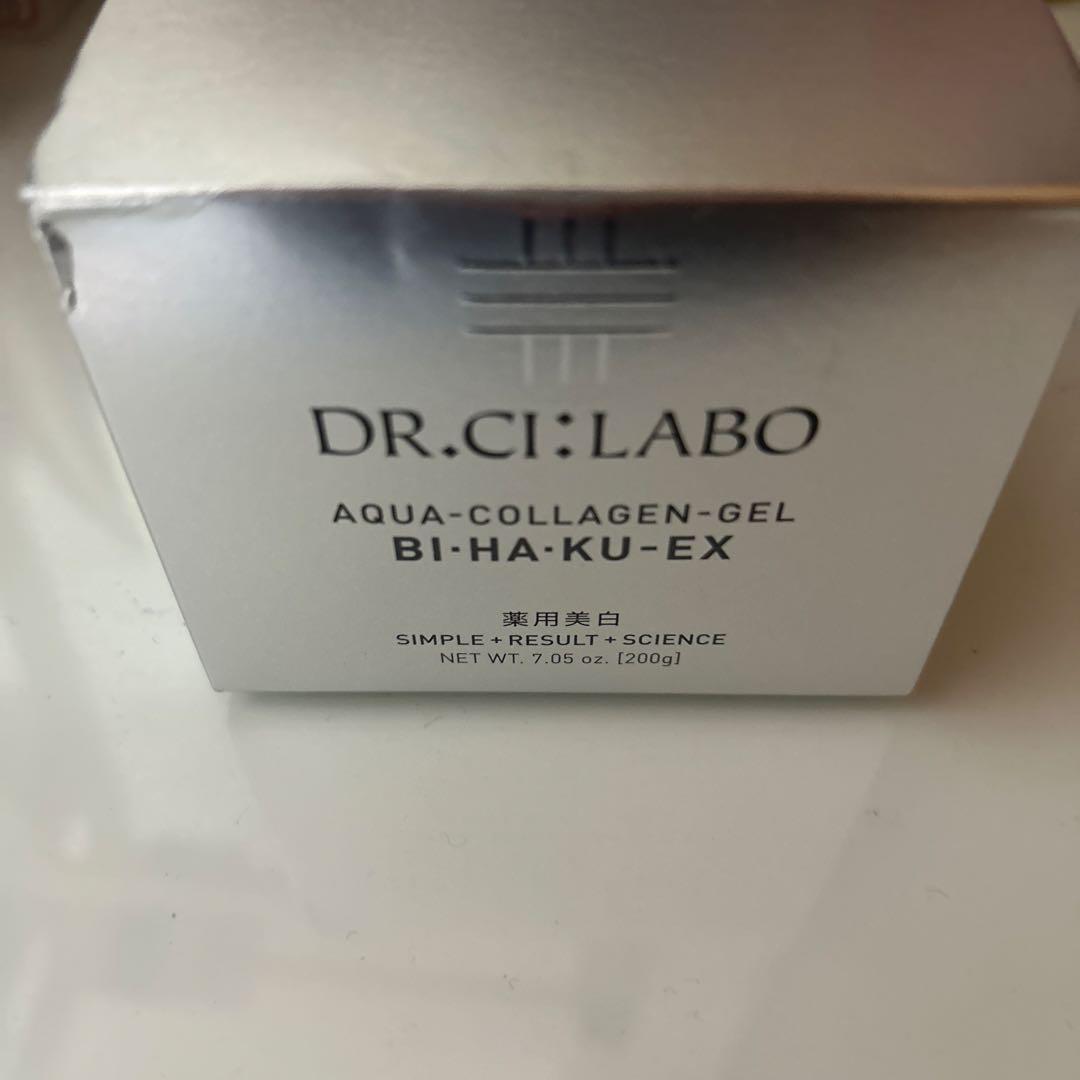 DR.CI:LABO
AQUA-COLLAGEN-GEL
BI·HA·KU-EX
薬用美白
SIMPLE+RESULT+SCIENCE
NET WT. 7.05 oz. [200g]